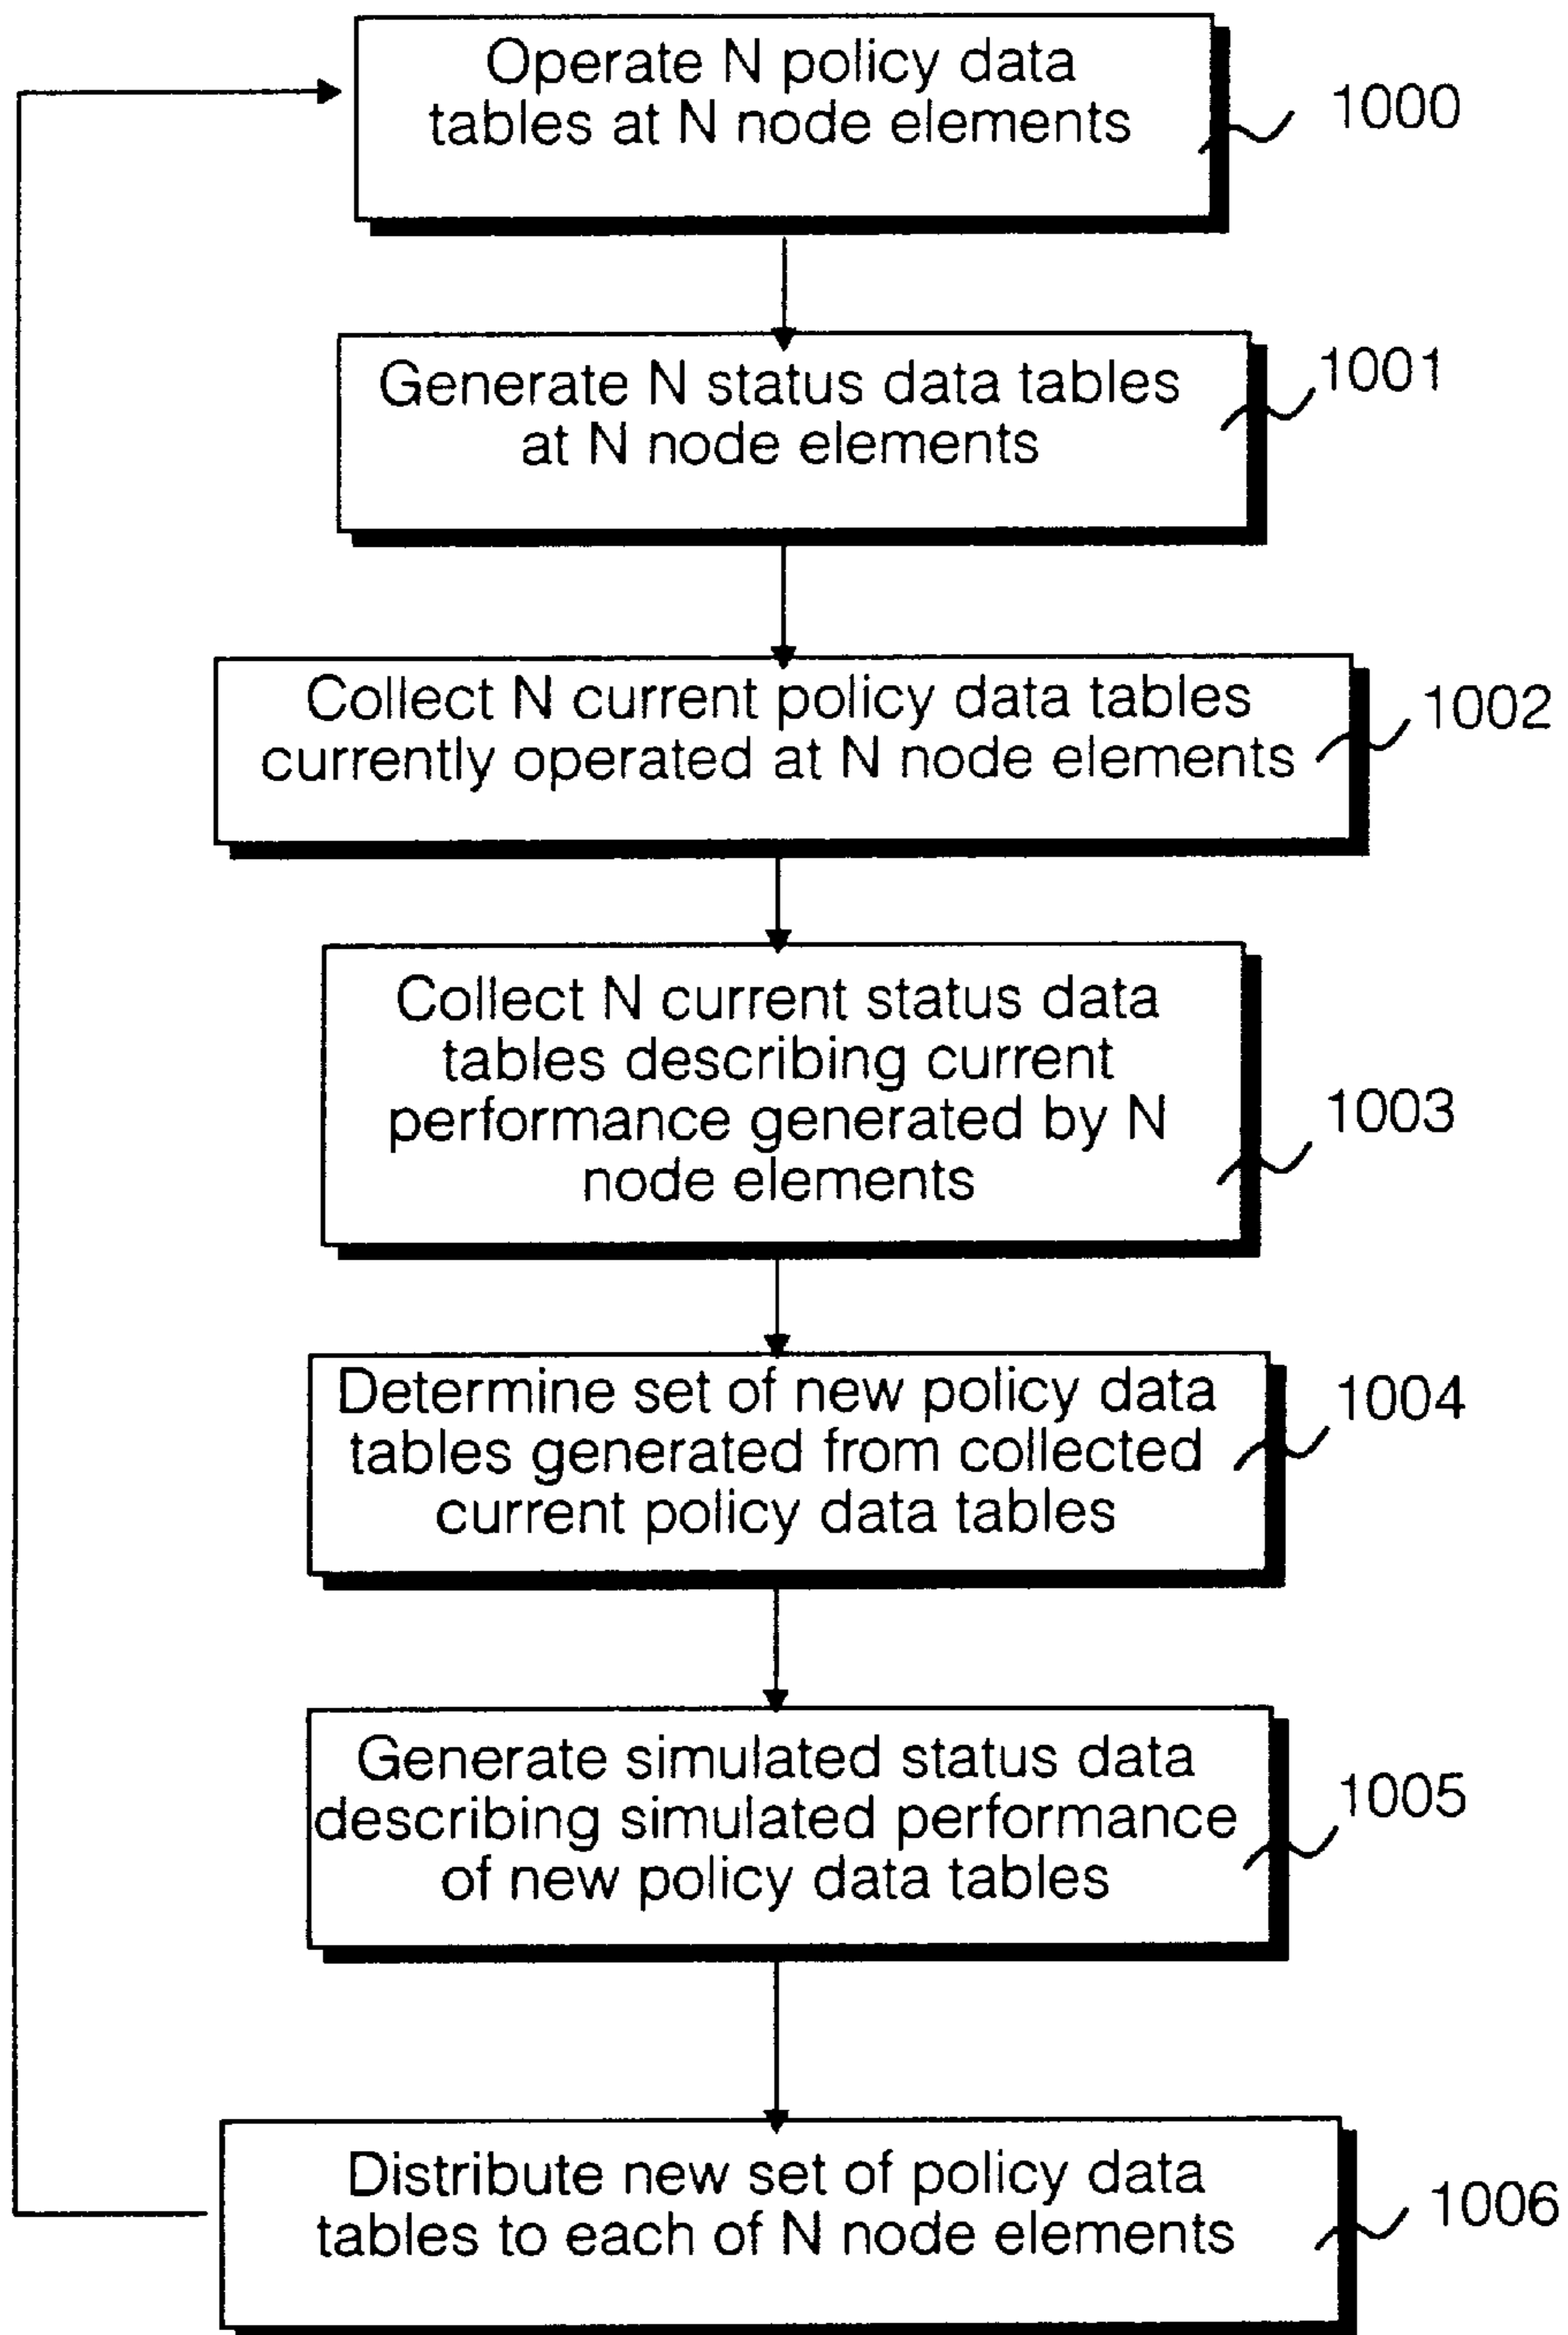 Operate N policy data
tables at N node elements
1000
Generate N status data tables
at N node elements
1001
Collect N current policy data tables
currently operated at N node elements
1002
Collect N current status data
tables describing current
performance generated by N
node elements
1003
Determine set of new policy data
tables generated from collected
current policy data tables
1004
Generate simulated status data
describing simulated performance
of new policy data tables
1005
Distribute new set of policy data
tables to each of N node elements
1006